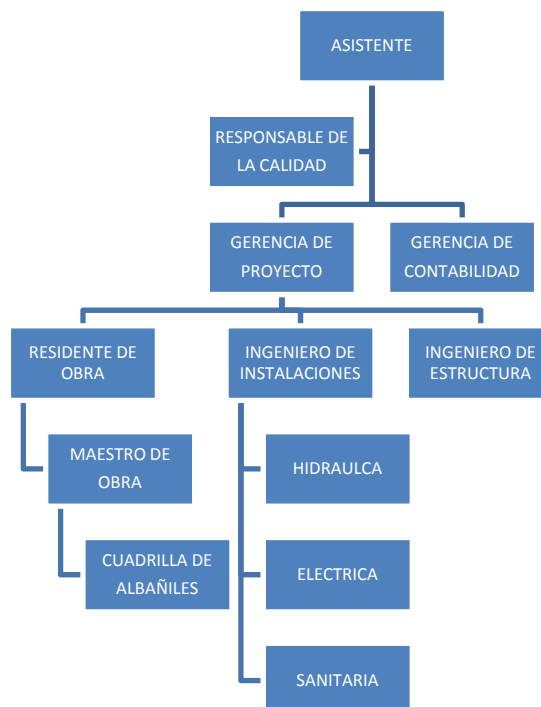 ASISTENTE
RESPONSABLE DE
LA CALIDAD
GERENCIA DE
PROYECTO
GERENCIA DE
CONTABILIDAD
RESIDENTE DE
OBRA
INGENIERO DE
INSTALACIONES
INGENIERO DE
ESTRUCTURA
MAESTRO DE
OBRA
HIDRAULCA
CUADRILLA DE
ALBAÑILES
ELECTRICA
SANITARIA